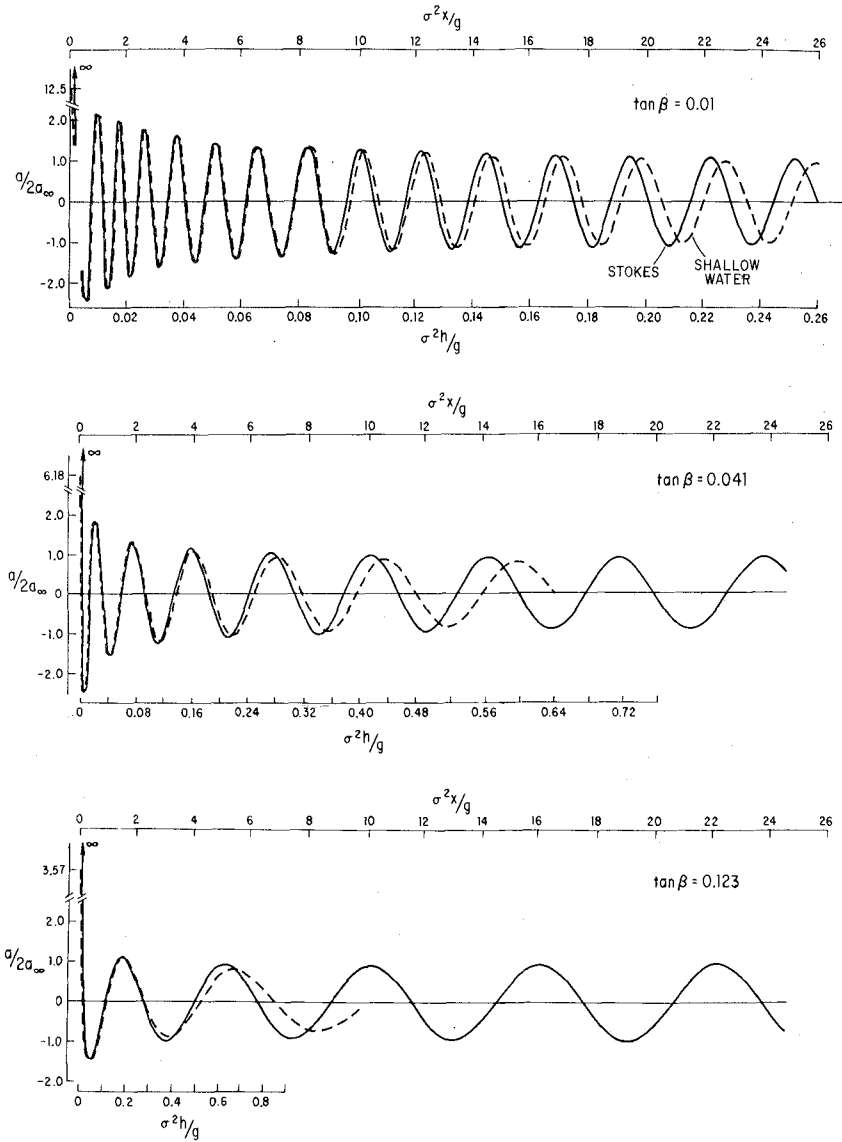 σ²x/g
0 2 4 6 8 10 12 14 16 18 20 22 24 26
∞
12.5
tan β = 0.01
2.0
1.0
a/2a∞
0
-1.0
STOKES
SHALLOW
WATER
-2.0
0 0.02 0.04 0.06 0.08 0.10 0.12 0.14 0.16 0.18 0.20 0.22 0.24 0.26
σ²h/g
σ²x/g
0 2 4 6 8 10 12 14 16 18 20 22 24 26
∞
6.18
tan β = 0.041
2.0
1.0
a/2a∞
0
-1.0
-2.0
0 0.08 0.16 0.24 0.32 0.40 0.48 0.56 0.64 0.72
σ²h/g
σ²x/g
0 2 4 6 8 10 12 14 16 18 20 22 24 26
∞
3.57
tan β = 0.123
2.0
1.0
a/2a∞
0
-1.0
-2.0
0 0.2 0.4 0.6 0.8
σ²h/g